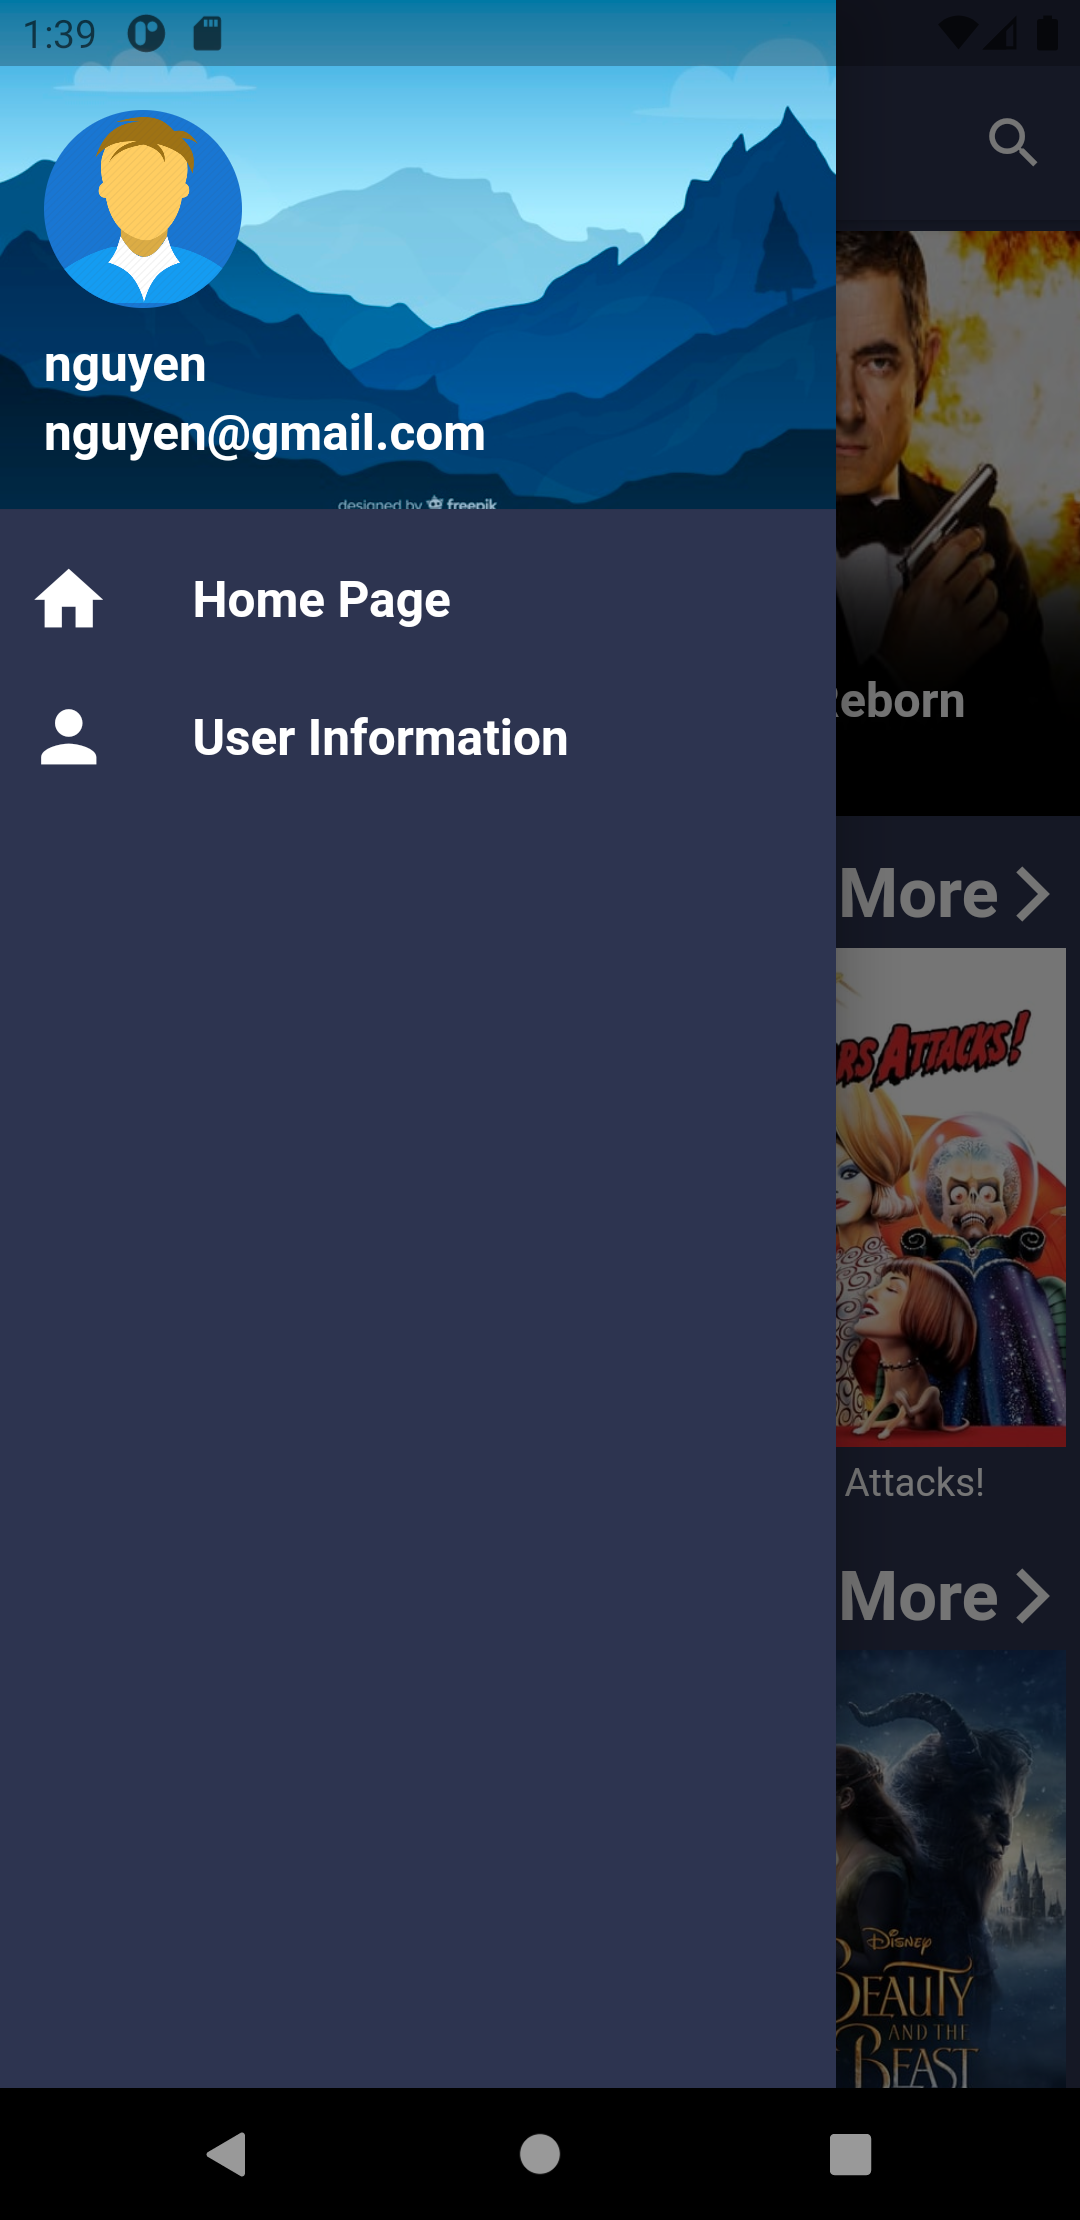 1:39
nguyen
nguyen@gmail.com
designed by freepik
Home Page
User Information
eborn
More
RS ATTACKS!
Attacks!
More
Disney
BEAUTY
AND THE
BEAST